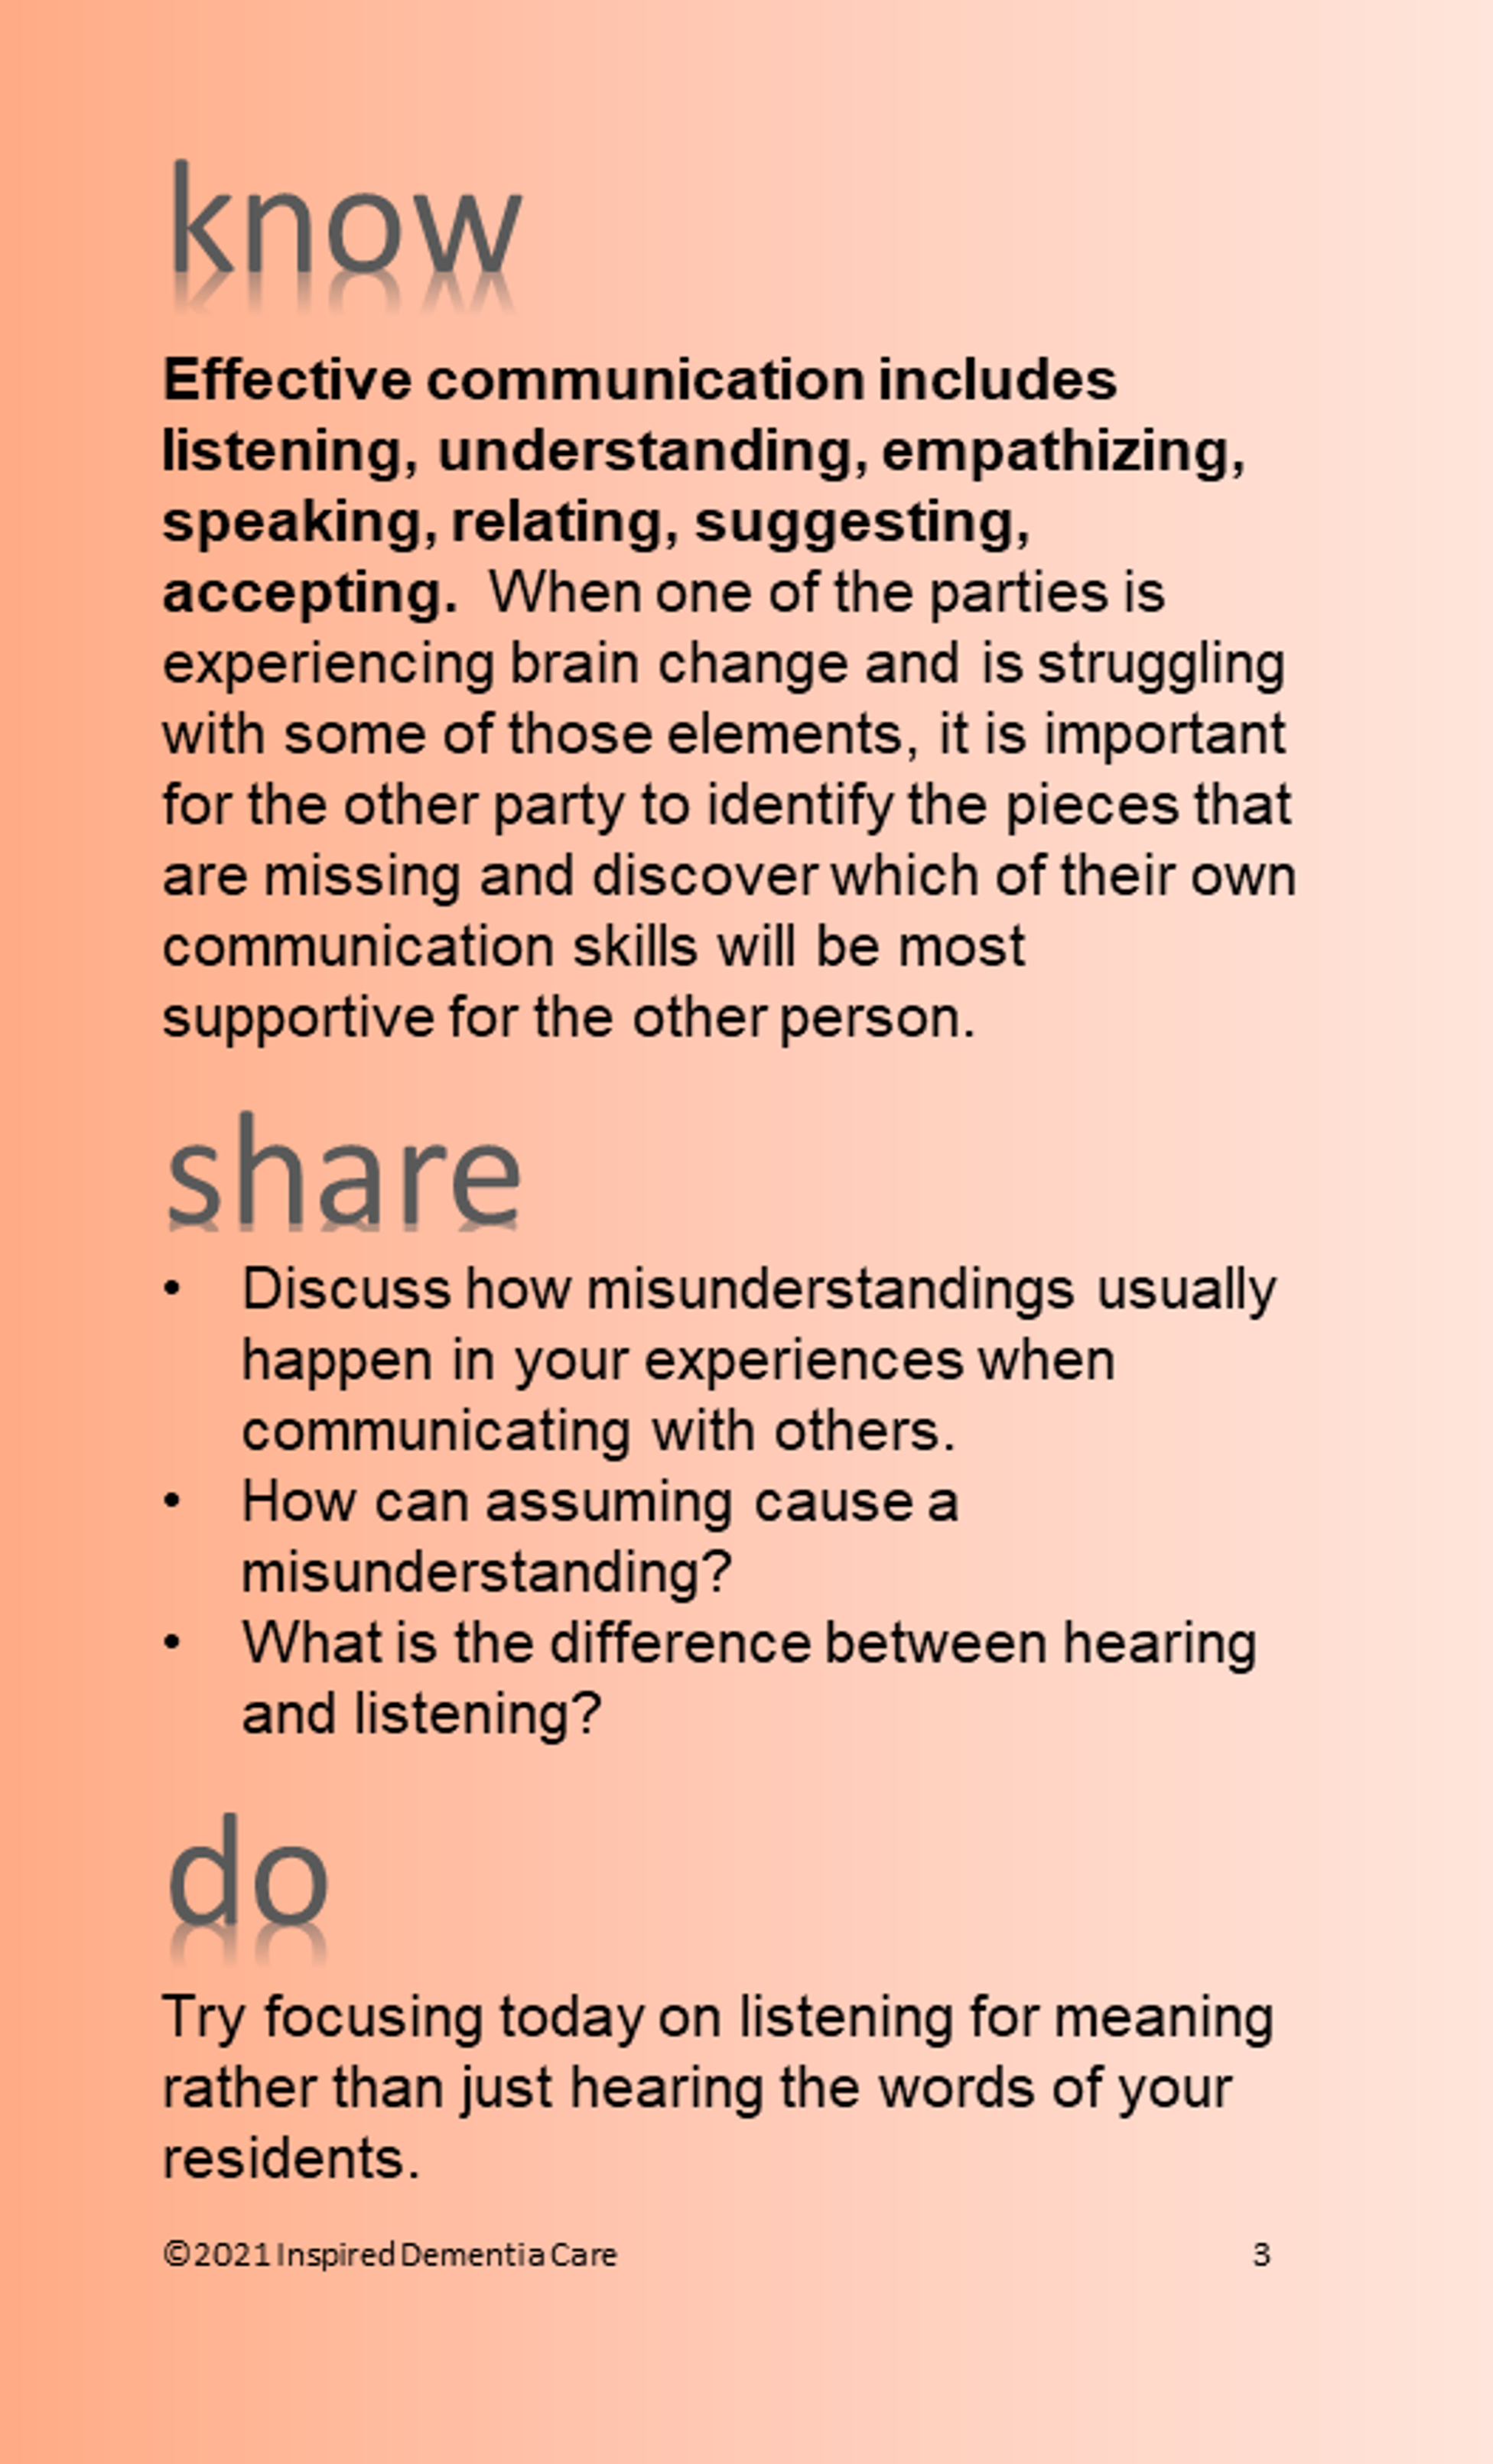 know
Effective communication includes
listening, understanding, empathizing,
speaking, relating, suggesting,
accepting.  When one of the parties is
experiencing brain change and is struggling
with some of those elements, it is important
for the other party to identify the pieces that
are missing and discover which of their own
communication skills will be most
supportive for the other person.
share
• Discuss how misunderstandings usually
happen in your experiences when
communicating with others.
• How can assuming cause a
misunderstanding?
• What is the difference between hearing
and listening?
do
Try focusing today on listening for meaning
rather than just hearing the words of your
residents.
©2021 Inspired Dementia Care 3